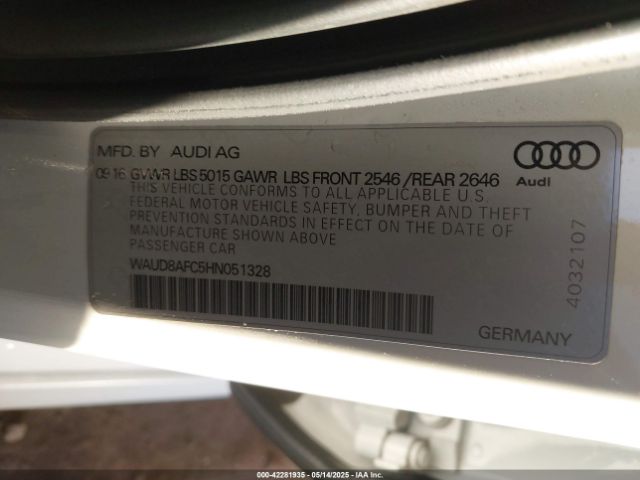 MFD. BY AUDI AG
09 16 GVWR LBS 5015 GAWR LBS FRONT 2546 /REAR 2646
THIS VEHICLE CONFORMS TO ALL APPLICABLE U.S.
FEDERAL MOTOR VEHICLE SAFETY, BUMPER AND THEFT
PREVENTION STANDARDS IN EFFECT ON THE DATE OF
MANUFACTURE SHOWN ABOVE
PASSENGER CAR
WAUD8AFC5HN051328
Audi
4032107
GERMANY
000-42281935 - 05/14/2025 - IAAI.CA